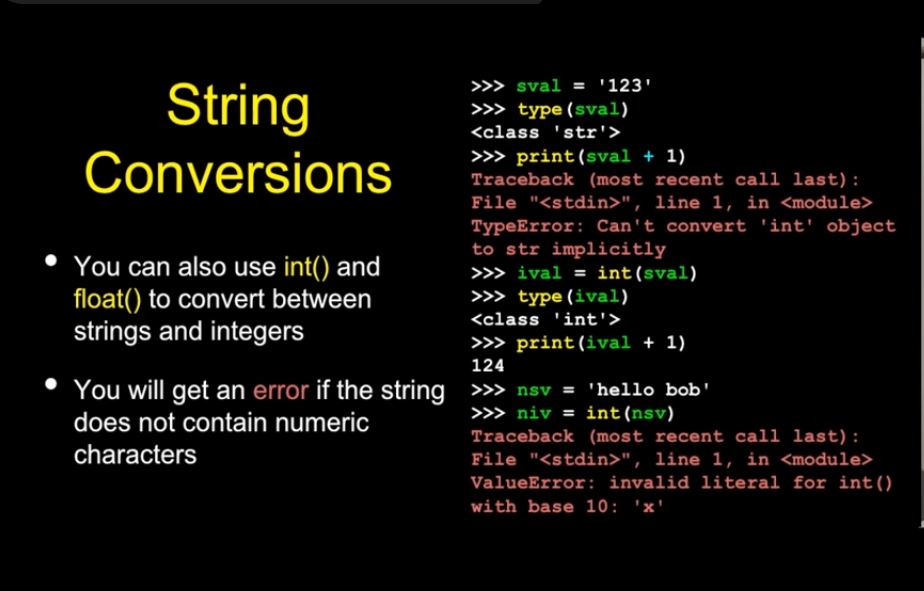 String
Conversions
• You can also use int() and
float() to convert between
strings and integers
• You will get an error if the string
does not contain numeric
characters
>>> sval = '123'
>>> type(sval)
<class 'str'>
>>> print(sval + 1)
Traceback (most recent call last):
File "<stdin>", line 1, in <module>
TypeError: Can't convert 'int' object
to str implicitly
>>> ival = int(sval)
>>> type(ival)
<class 'int'>
>>> print(ival + 1)
124
>>> nsv = 'hello bob'
>>> niv = int(nsv)
Traceback (most recent call last):
File "<stdin>", line 1, in <module>
ValueError: invalid literal for int()
with base 10: 'x'